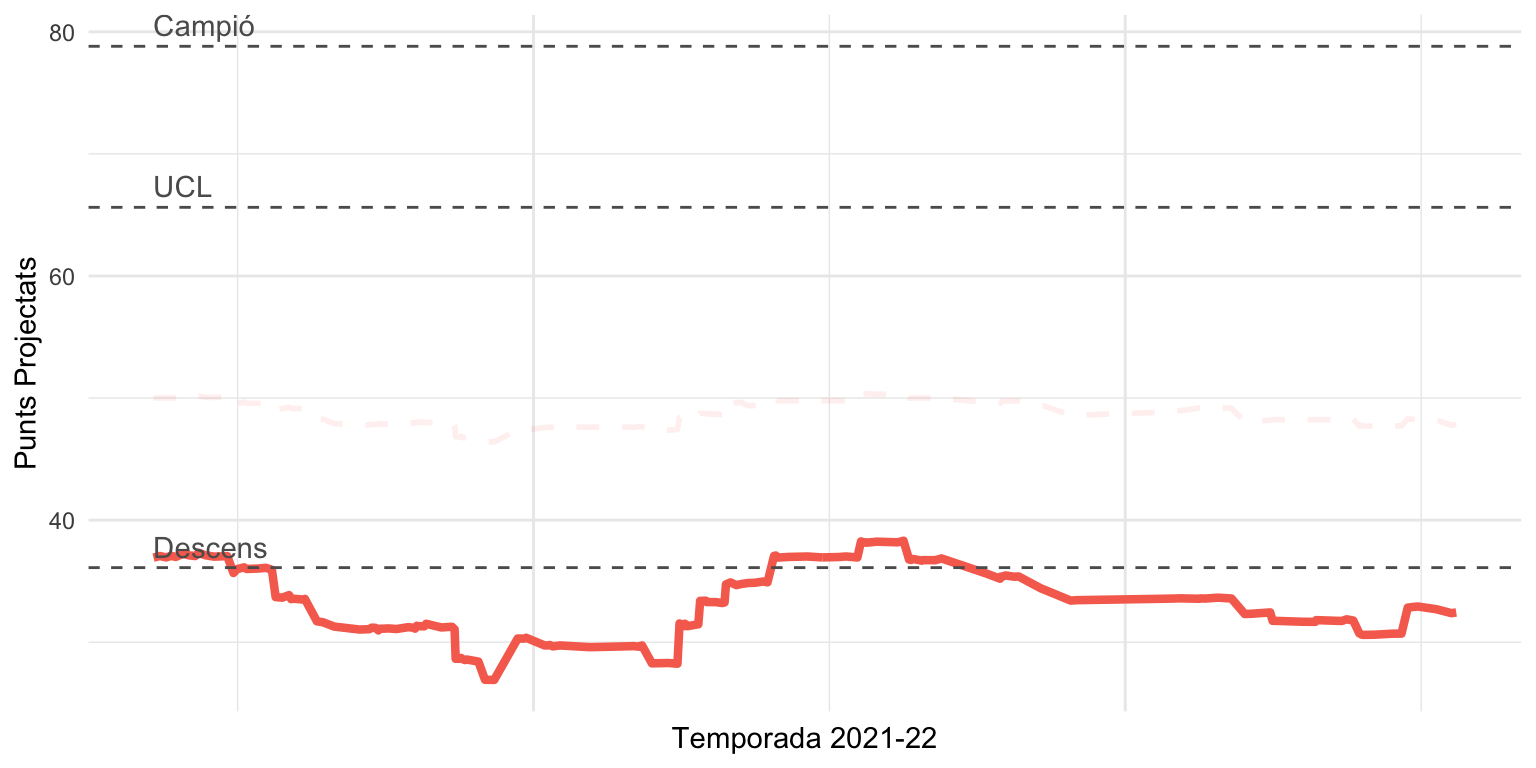 80
Campió
UCL
60
Punts Projectats
40
Descens
Temporada 2021-22